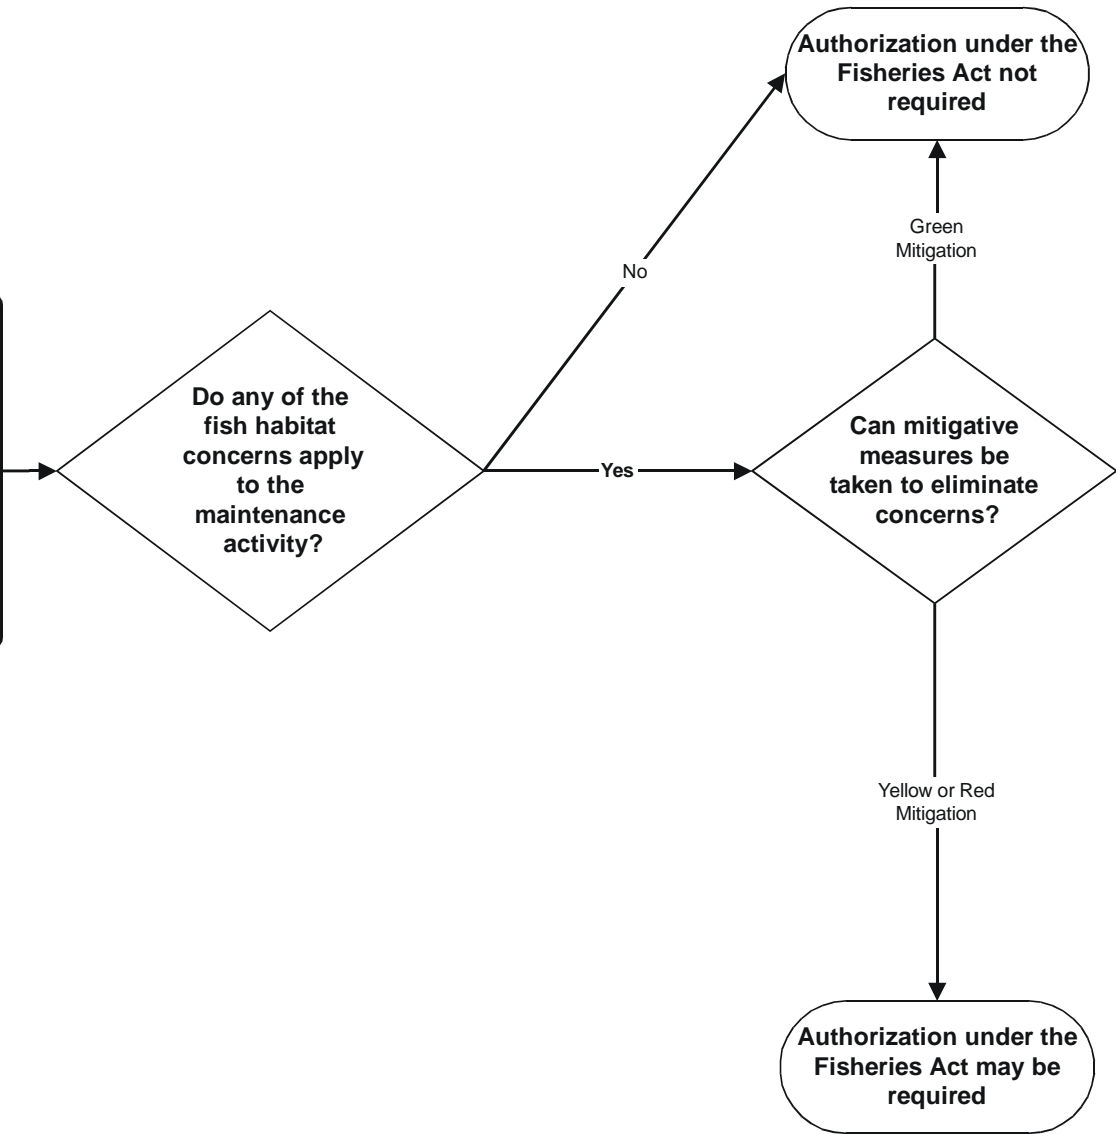 Authorization under the
Fisheries Act not
required
Green
Mitigation
No
Do any of the
fish habitat
concerns apply
to the
maintenance
activity?
Yes
Can mitigative
measures be
taken to eliminate
concerns?
Yellow or Red
Mitigation
Authorization under the
Fisheries Act may be
required